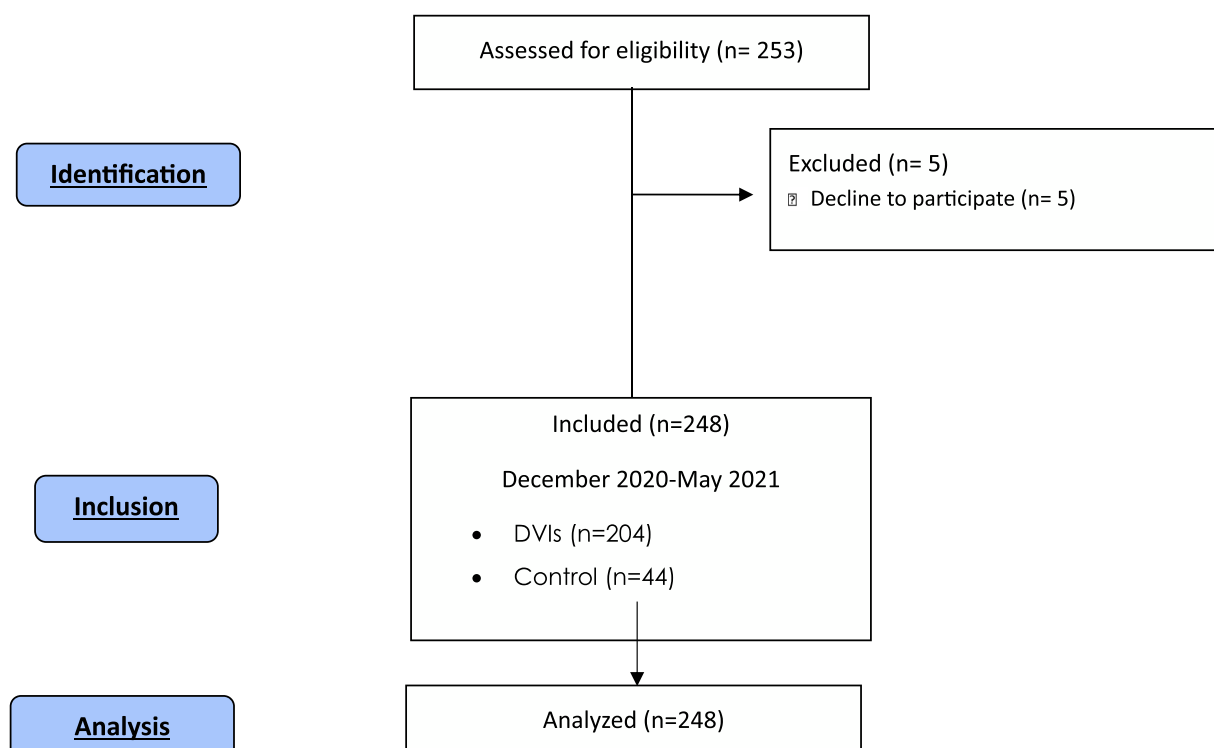 Assessed for eligibility (n= 253)
Identification
Excluded (n= 5)
Decline to participate (n= 5)
Included (n=248)
December 2020-May 2021
Inclusion
• DVIs (n=204)
• Control (n=44)
Analysis
Analyzed (n=248)